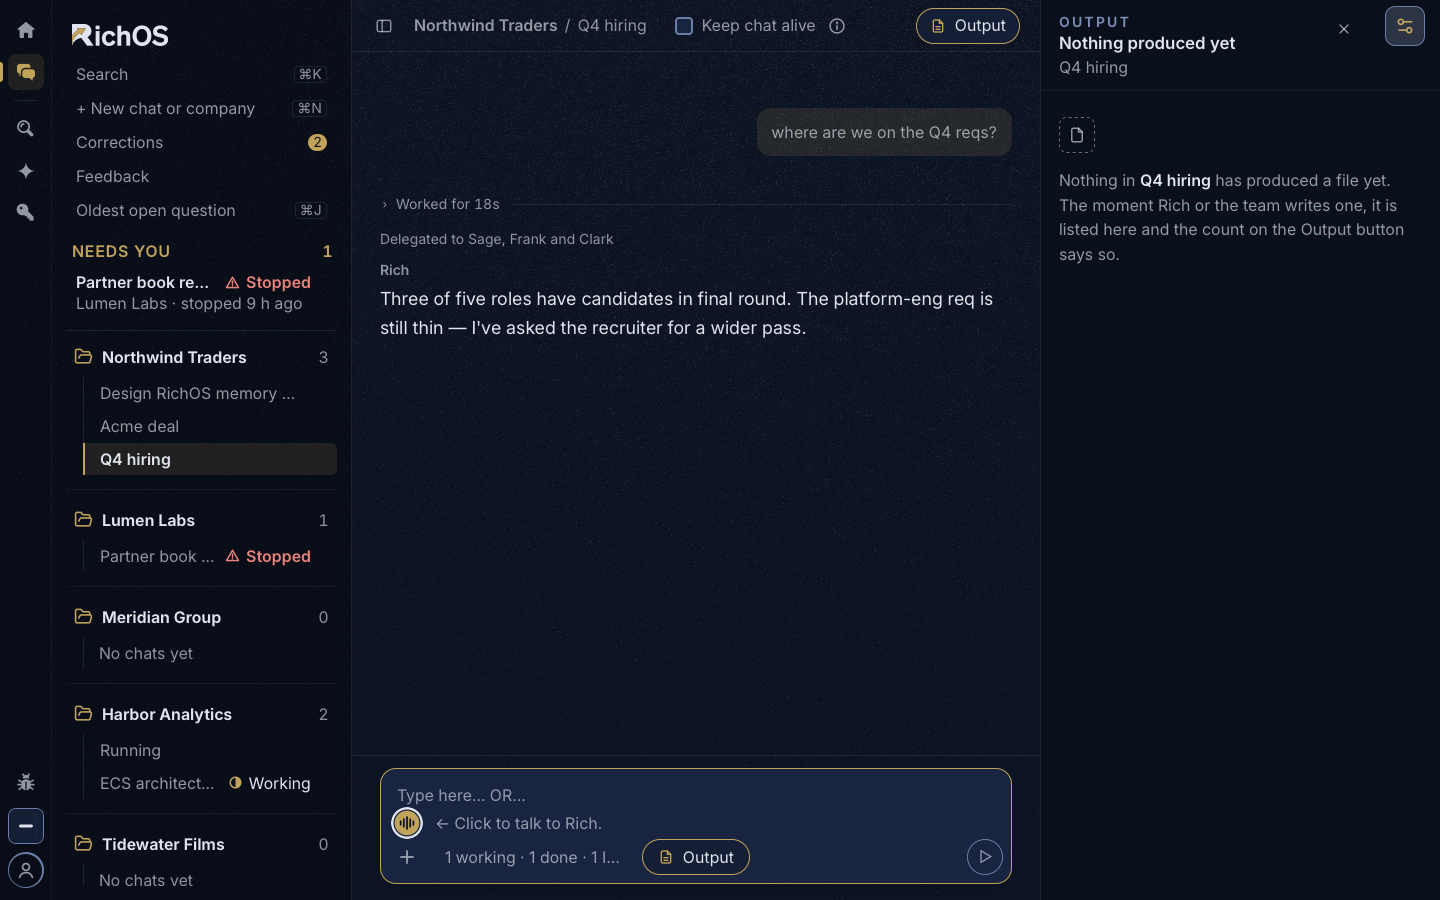 RichOS
Search ⌘K
+ New chat or company ⌘N
Corrections 2
Feedback
Oldest open question ⌘J
NEEDS YOU 1
Partner book re... Stopped
Lumen Labs · stopped 9 h ago
Northwind Traders 3
Design RichOS memory ...
Acme deal
Q4 hiring
Lumen Labs 1
Partner book ... Stopped
Meridian Group 0
No chats yet
Harbor Analytics 2
Running
ECS architect... Working
Tidewater Films 0
No chats yet
Northwind Traders / Q4 hiring Keep chat alive Output
where are we on the Q4 reqs?
› Worked for 18s
Delegated to Sage, Frank and Clark
Rich
Three of five roles have candidates in final round. The platform-eng req is
still thin — I've asked the recruiter for a wider pass.
Type here... OR...
← Click to talk to Rich.
1 working · 1 done · 1 l... Output
OUTPUT
Nothing produced yet
Q4 hiring
Nothing in Q4 hiring has produced a file yet.
The moment Rich or the team writes one, it is
listed here and the count on the Output button
says so.